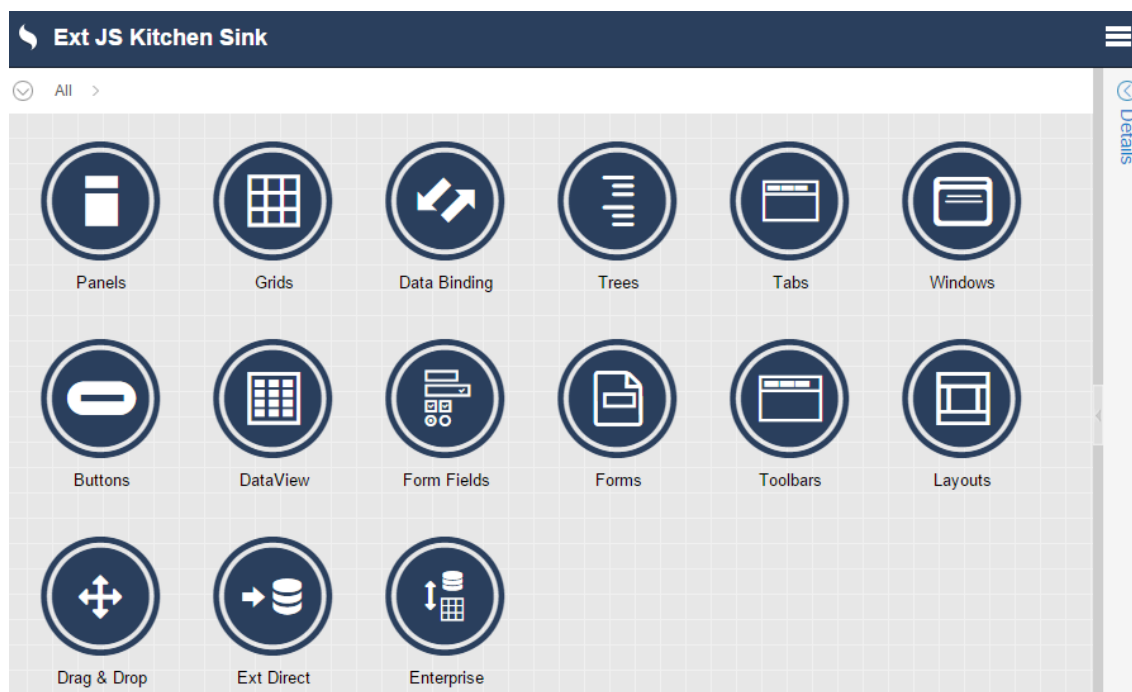 Ext JS Kitchen Sink
All
Details
Panels
Grids
Data Binding
Trees
Tabs
Windows
Buttons
DataView
Form Fields
Forms
Toolbars
Layouts
Drag & Drop
Ext Direct
Enterprise